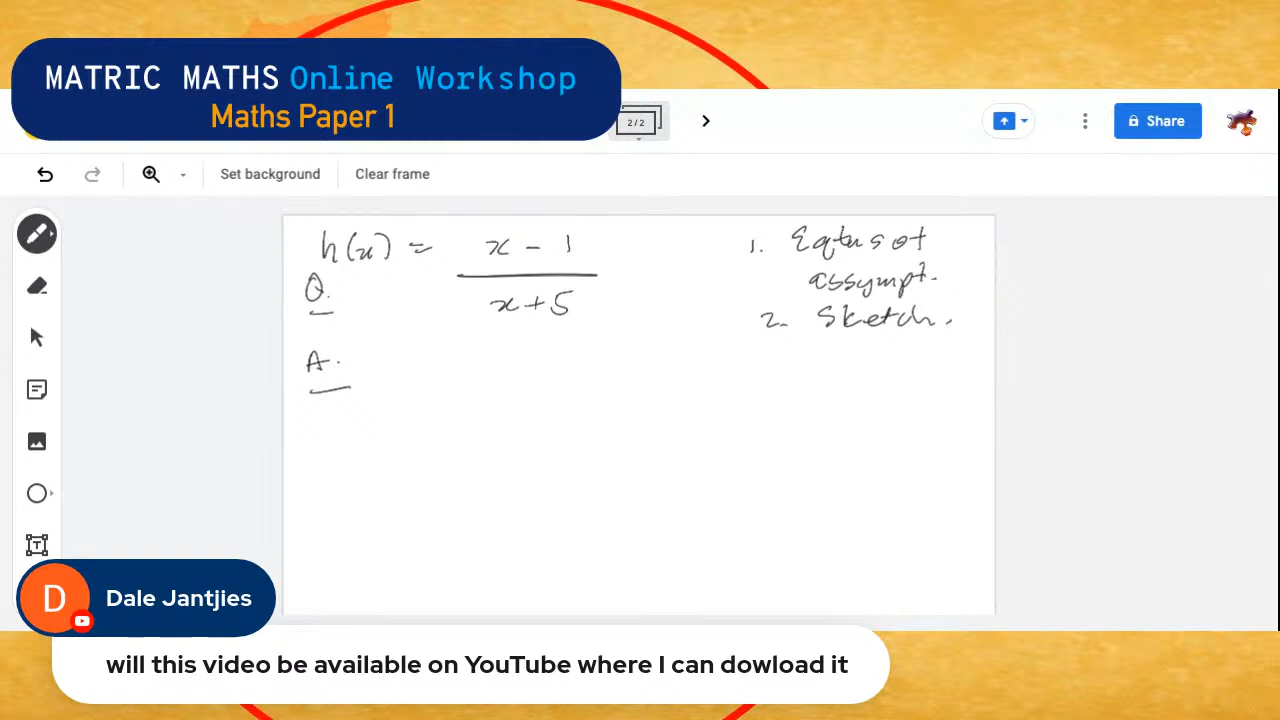 MATRIC MATHS Online Workshop
Maths Paper 1
2/2
Share
Set background
Clear frame
h(x) = x - 1
x + 5
Q.
A.
1. Eqtns of
assympt.
2. Sketch.
T
D
Dale Jantjies
will this video be available on YouTube where I can dowload it